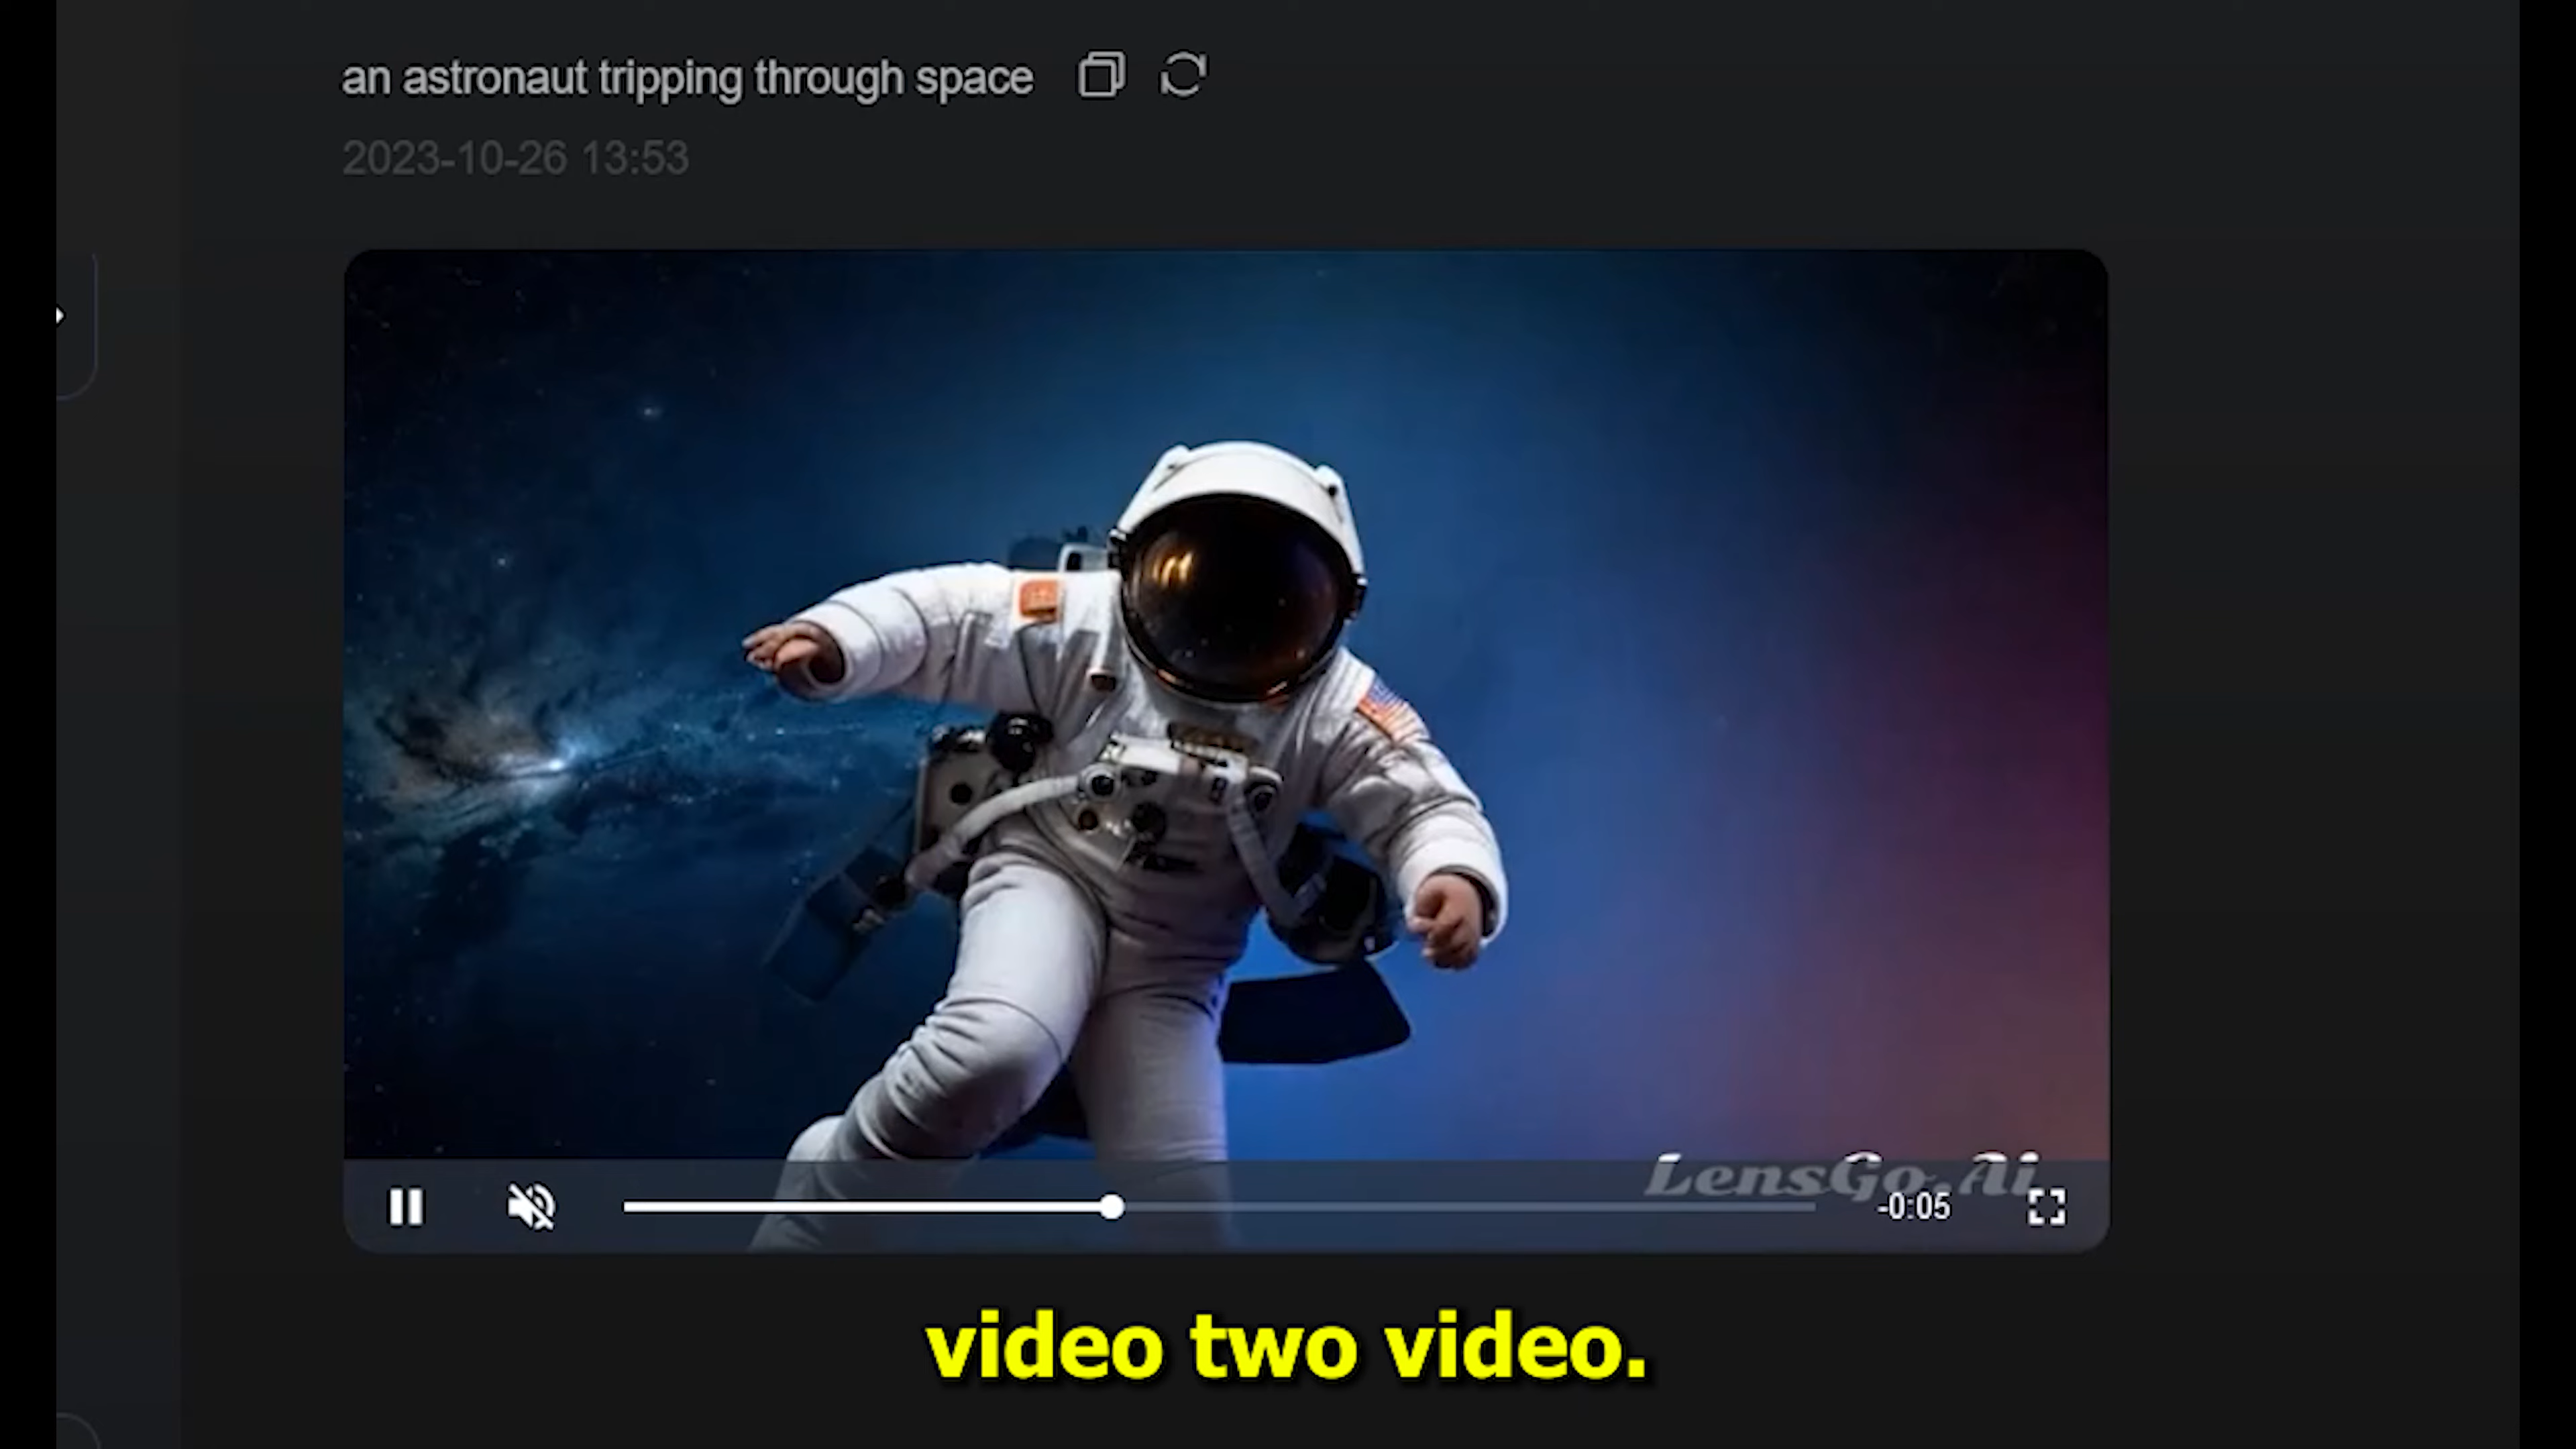 an astronaut tripping through space
2023-10-26 13:53
LensGo.Ai
-0:05
video two video.